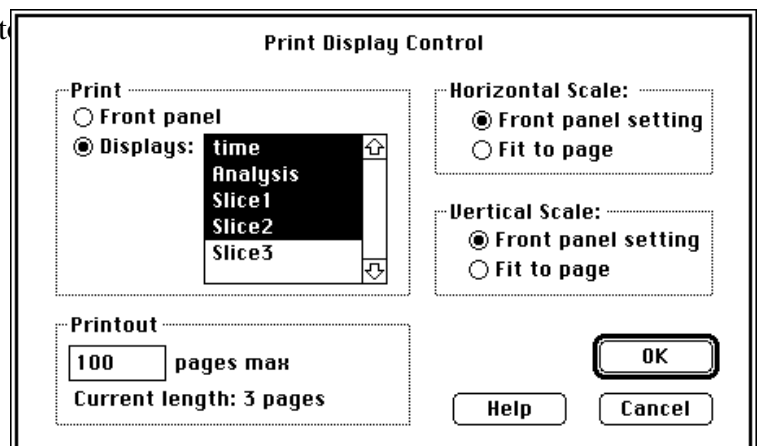 Print Display Control
Print
Front panel
Displays:
time
Analysis
Slice1
Slice2
Slice3
Horizontal Scale:
Front panel setting
Fit to page
Vertical Scale:
Front panel setting
Fit to page
Printout
100 pages max
Current length: 3 pages
OK
Help
Cancel